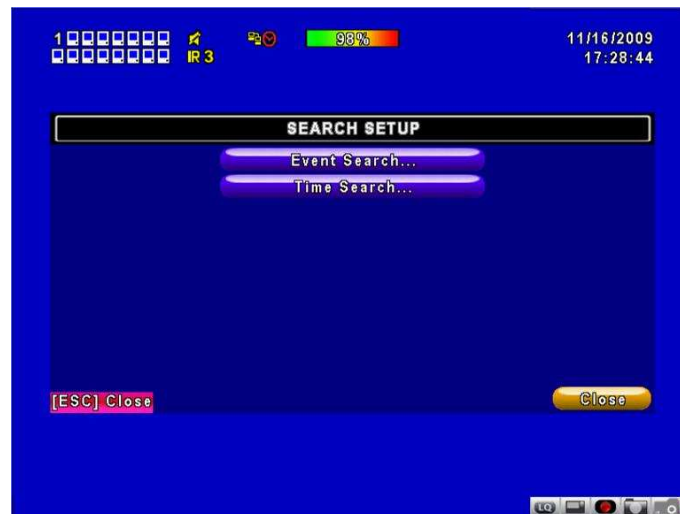 1
IR 3
98%
11/16/2009
17:28:44
SEARCH SETUP
Event Search...
Time Search...
[ESC] Close
Close
LQ